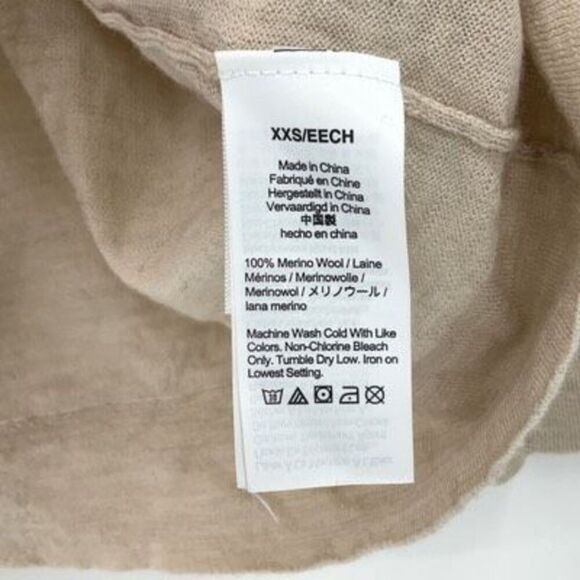 XXS/EECH
Made in China
Fabriqué en Chine
Hergestellt in China
Vervaardigd in China
中国製
hecho en china
100% Merino Wool / Laine
Mérinos / Merinowolle /
Merinowol / メリノウール /
lana merino
Machine Wash Cold With Like
Colors. Non-Chlorine Bleach
Only. Tumble Dry Low. Iron on
Lowest Setting.